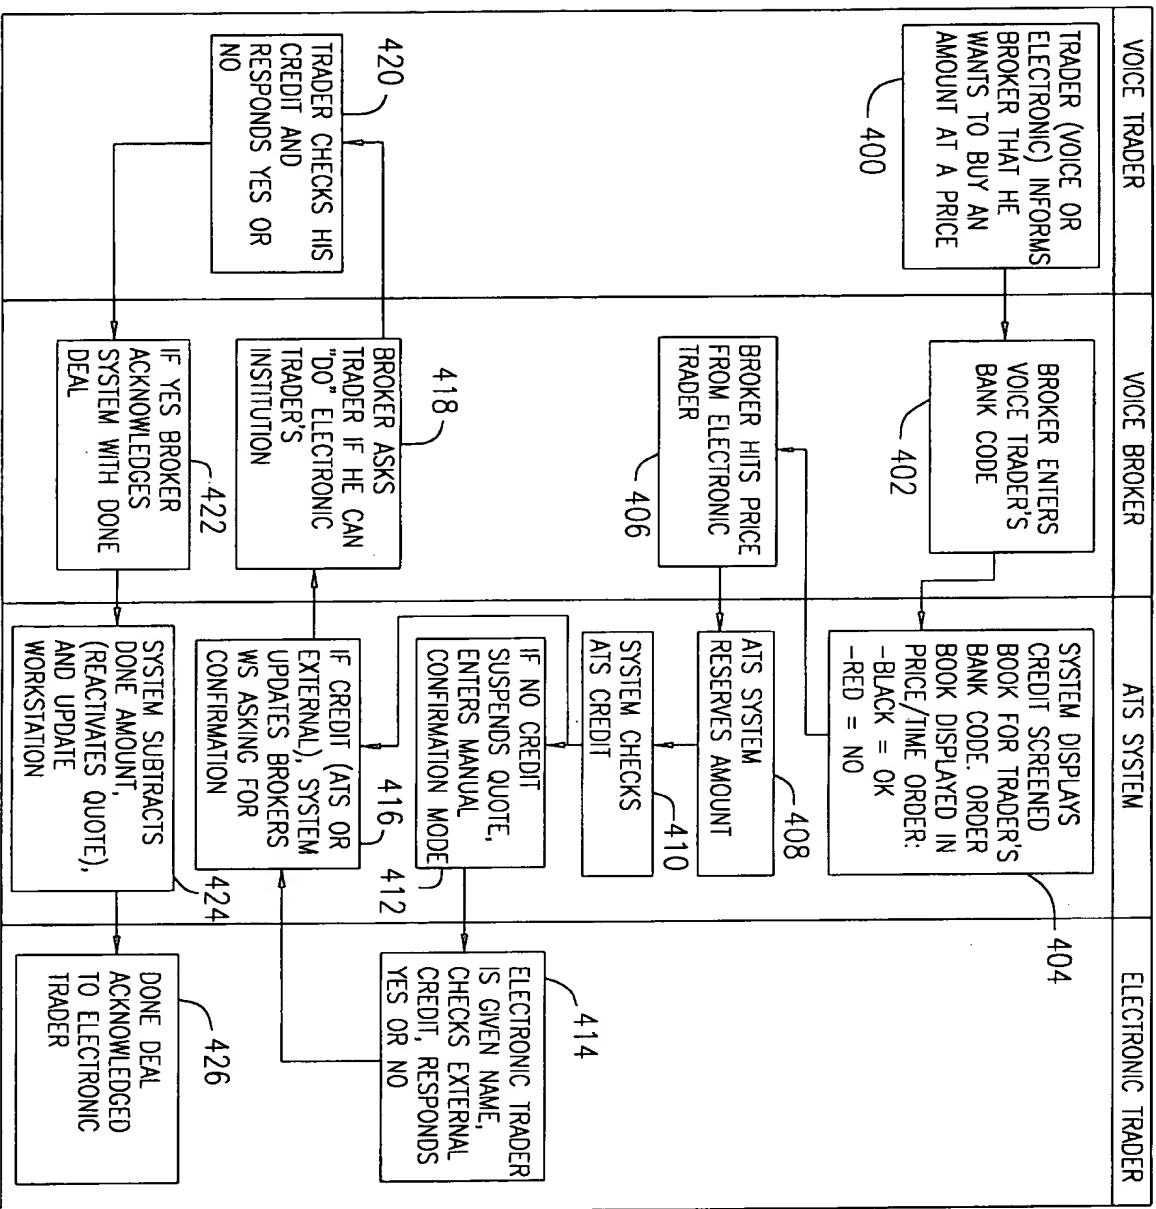 VOICE TRADER
VOICE BROKER
ATS SYSTEM
ELECTRONIC TRADER
TRADER (VOICE OR
ELECTRONIC) INFORMS
BROKER THAT HE
WANTS TO BUY AN
AMOUNT AT A PRICE
400
BROKER ENTERS
VOICE TRADER'S
BANK CODE
402
SYSTEM DISPLAYS
CREDIT SCREENED
BOOK FOR TRADER'S
BANK CODE. ORDER
BOOK DISPLAYED IN
PRICE/TIME ORDER:
-BLACK = OK
-RED = NO
404
BROKER HITS PRICE
FROM ELECTRONIC
TRADER
406
ATS SYSTEM
RESERVES AMOUNT
408
SYSTEM CHECKS
ATS CREDIT
410
IF NO CREDIT
SUSPENDS QUOTE,
ENTERS MANUAL
CONFIRMATION MODE
412
ELECTRONIC TRADER
IS GIVEN NAME,
CHECKS EXTERNAL
CREDIT, RESPONDS
YES OR NO
414
IF CREDIT (ATS OR
EXTERNAL), SYSTEM
UPDATES BROKERS
WS ASKING FOR
CONFIRMATION
416
BROKER ASKS
TRADER IF HE CAN
"DO" ELECTRONIC
TRADER'S
INSTITUTION
418
TRADER CHECKS HIS
CREDIT AND
RESPONDS YES OR
NO
420
IF YES BROKER
ACKNOWLEDGES
SYSTEM WITH DONE
DEAL
422
SYSTEM SUBTRACTS
DONE AMOUNT,
(REACTIVATES QUOTE),
AND UPDATE
WORKSTATION
424
DONE DEAL
ACKNOWLEDGED
TO ELECTRONIC
TRADER
426